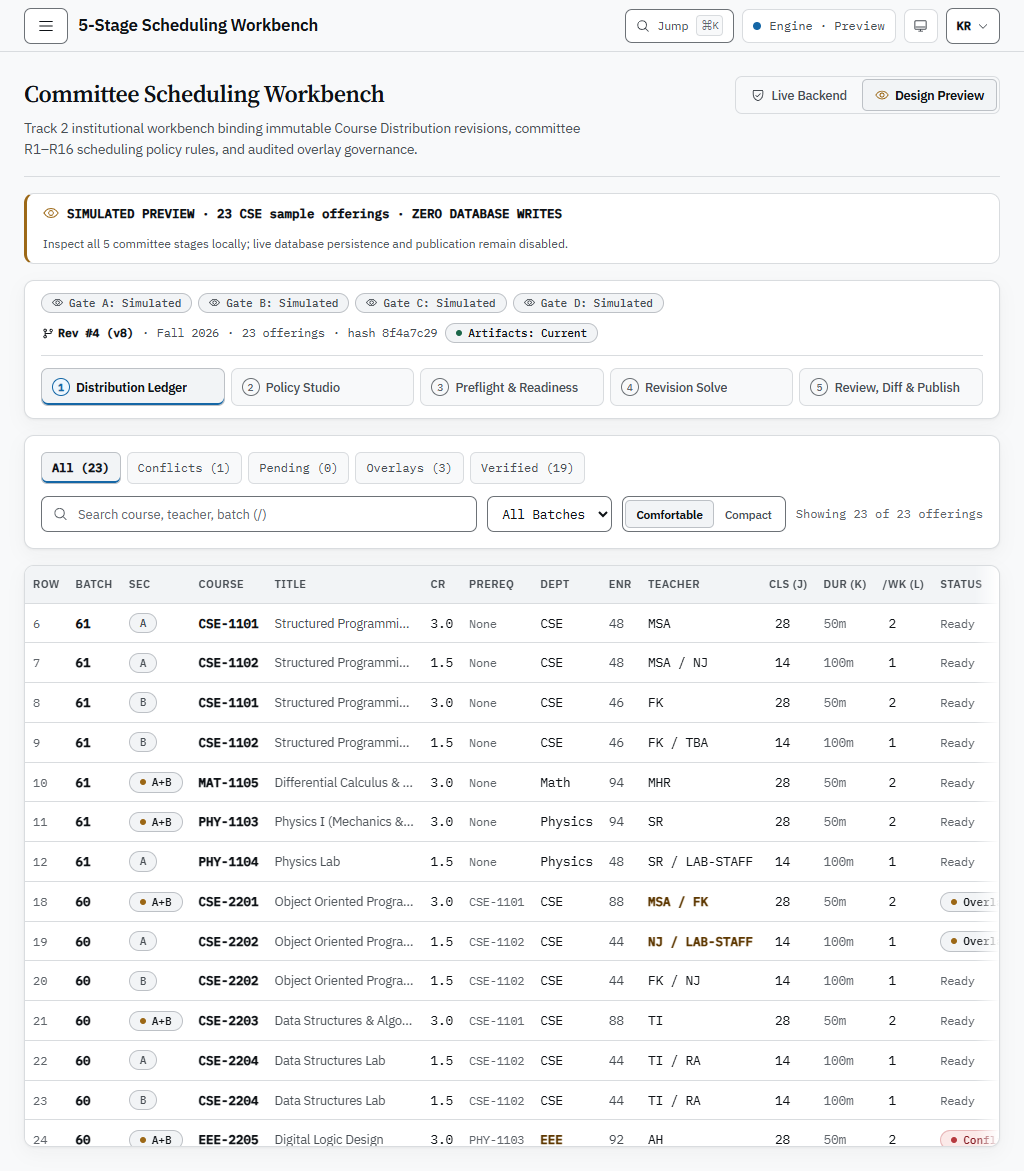 5-Stage Scheduling Workbench
Jump ⌘K
Engine · Preview
KR
Committee Scheduling Workbench
Live Backend
Design Preview
Track 2 institutional workbench binding immutable Course Distribution revisions, committee
R1–R16 scheduling policy rules, and audited overlay governance.
SIMULATED PREVIEW · 23 CSE sample offerings · ZERO DATABASE WRITES
Inspect all 5 committee stages locally; live database persistence and publication remain disabled.
Gate A: Simulated Gate B: Simulated Gate C: Simulated Gate D: Simulated
Rev #4 (v8) · Fall 2026 · 23 offerings · hash 8f4a7c29 Artifacts: Current
1 Distribution Ledger 2 Policy Studio 3 Preflight & Readiness 4 Revision Solve 5 Review, Diff & Publish
All (23) Conflicts (1) Pending (0) Overlays (3) Verified (19)
Search course, teacher, batch (/) All Batches Comfortable Compact Showing 23 of 23 offerings
ROW BATCH SEC COURSE TITLE CR PREREQ DEPT ENR TEACHER CLS (J) DUR (K) /WK (L) STATUS
6 61 A CSE-1101 Structured Programmi... 3.0 None CSE 48 MSA 28 50m 2 Ready
7 61 A CSE-1102 Structured Programmi... 1.5 None CSE 48 MSA / NJ 14 100m 1 Ready
8 61 B CSE-1101 Structured Programmi... 3.0 None CSE 46 FK 28 50m 2 Ready
9 61 B CSE-1102 Structured Programmi... 1.5 None CSE 46 FK / TBA 14 100m 1 Ready
10 61 A+B MAT-1105 Differential Calculus & ... 3.0 None Math 94 MHR 28 50m 2 Ready
11 61 A+B PHY-1103 Physics I (Mechanics &... 3.0 None Physics 94 SR 28 50m 2 Ready
12 61 A PHY-1104 Physics Lab 1.5 None Physics 48 SR / LAB-STAFF 14 100m 1 Ready
18 60 A+B CSE-2201 Object Oriented Progra... 3.0 CSE-1101 CSE 88 MSA / FK 28 50m 2 Overl
19 60 A CSE-2202 Object Oriented Progra... 1.5 CSE-1102 CSE 44 NJ / LAB-STAFF 14 100m 1 Overl
20 60 B CSE-2202 Object Oriented Progra... 1.5 CSE-1102 CSE 44 FK / NJ 14 100m 1 Ready
21 60 A+B CSE-2203 Data Structures & Algo... 3.0 CSE-1101 CSE 88 TI 28 50m 2 Ready
22 60 A CSE-2204 Data Structures Lab 1.5 CSE-1102 CSE 44 TI / RA 14 100m 1 Ready
23 60 B CSE-2204 Data Structures Lab 1.5 CSE-1102 CSE 44 TI / RA 14 100m 1 Ready
24 60 A+B EEE-2205 Digital Logic Design 3.0 PHY-1103 EEE 92 AH 28 50m 2 Confl